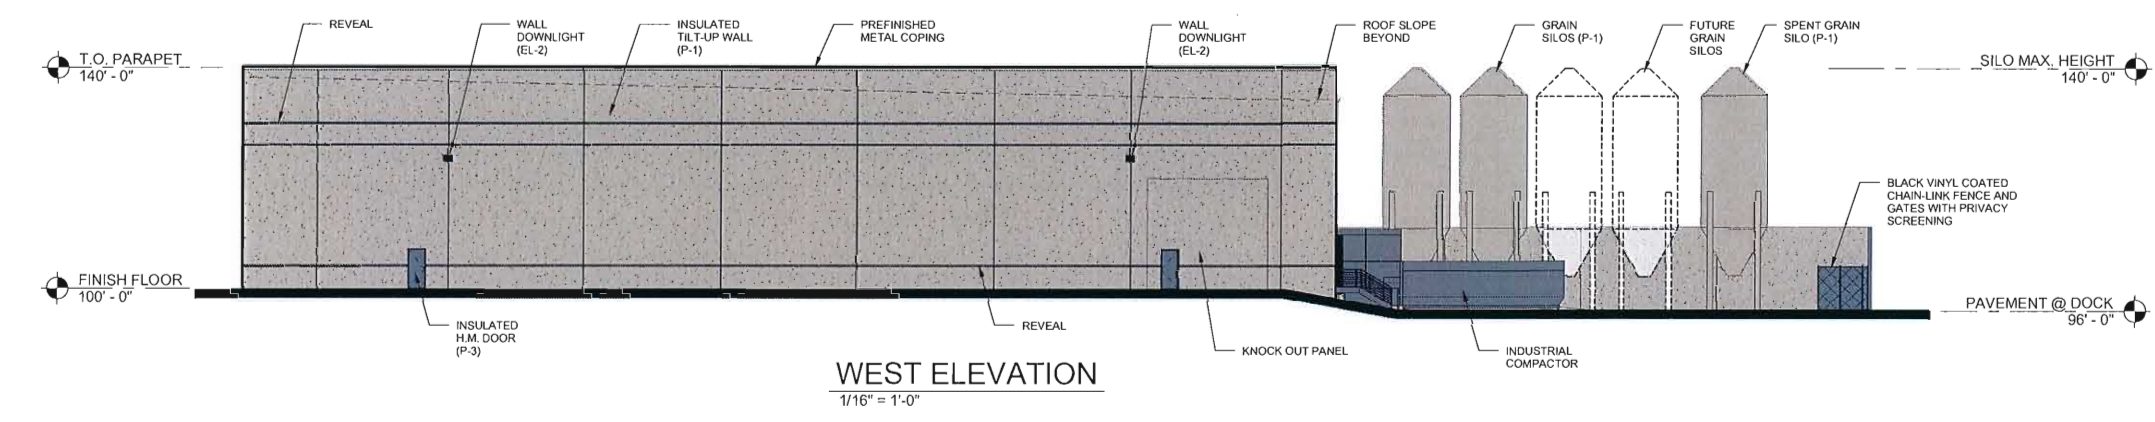 REVEAL
WALL
DOWNLIGHT
(EL-2)
INSULATED
TILT-UP WALL
(P-1)
PREFINISHED
METAL COPING
WALL
DOWNLIGHT
(EL-2)
ROOF SLOPE
BEYOND
GRAIN
SILOS (P-1)
FUTURE
GRAIN
SILOS
SPENT GRAIN
SILO (P-1)
T.O. PARAPET
140' - 0"
SILO MAX. HEIGHT
140' - 0"
BLACK VINYL COATED
CHAIN-LINK FENCE AND
GATES WITH PRIVACY
SCREENING
FINISH FLOOR
100' - 0"
PAVEMENT @ DOCK
96' - 0"
INSULATED
H.M. DOOR
(P-3)
REVEAL
KNOCK OUT PANEL
INDUSTRIAL
COMPACTOR
WEST ELEVATION
1/16" = 1'-0"